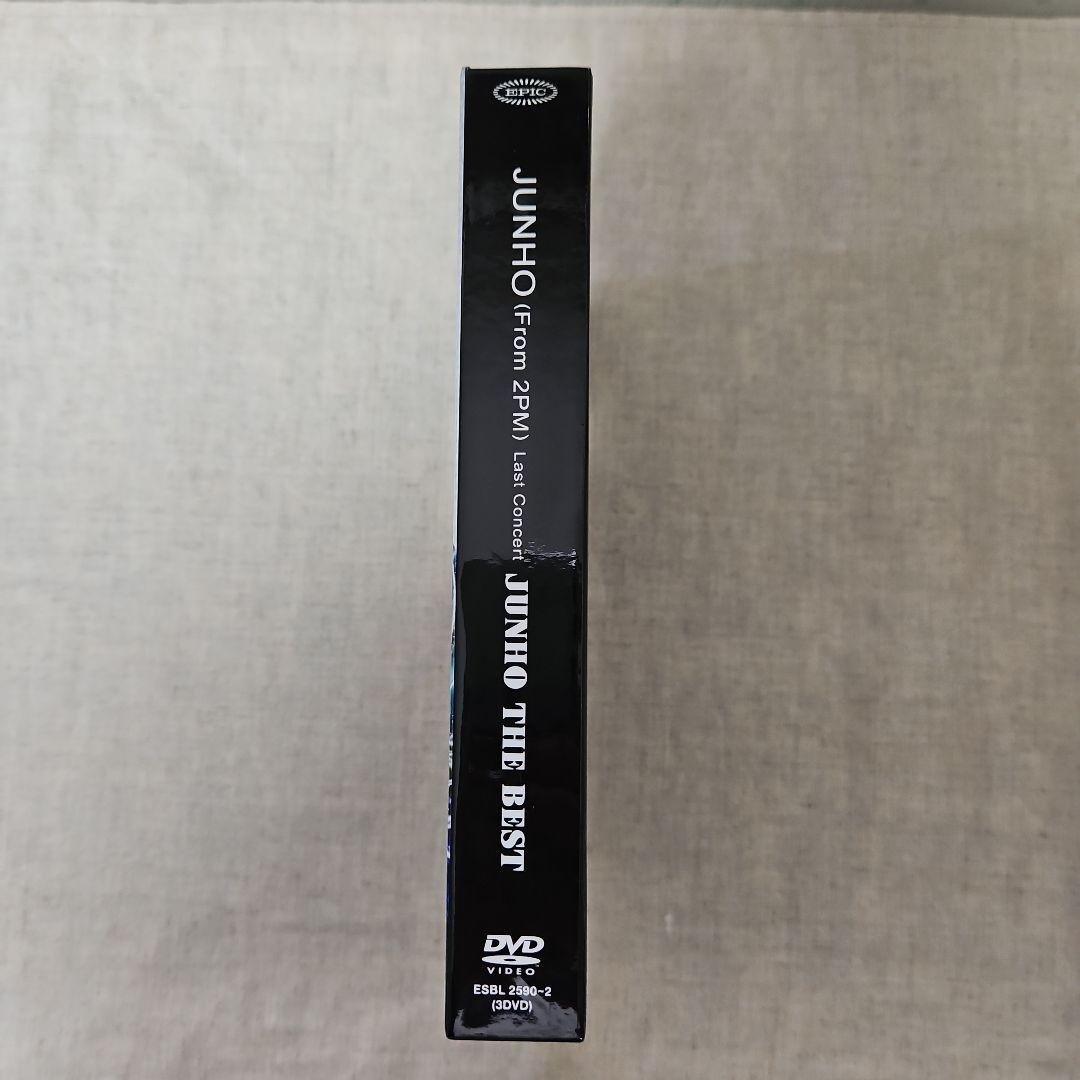 EPIC
JUNHO (From 2PM) Last Concert JUNHO THE BEST
DVD
VIDEO
ESBL 2590~2
(3DVD)